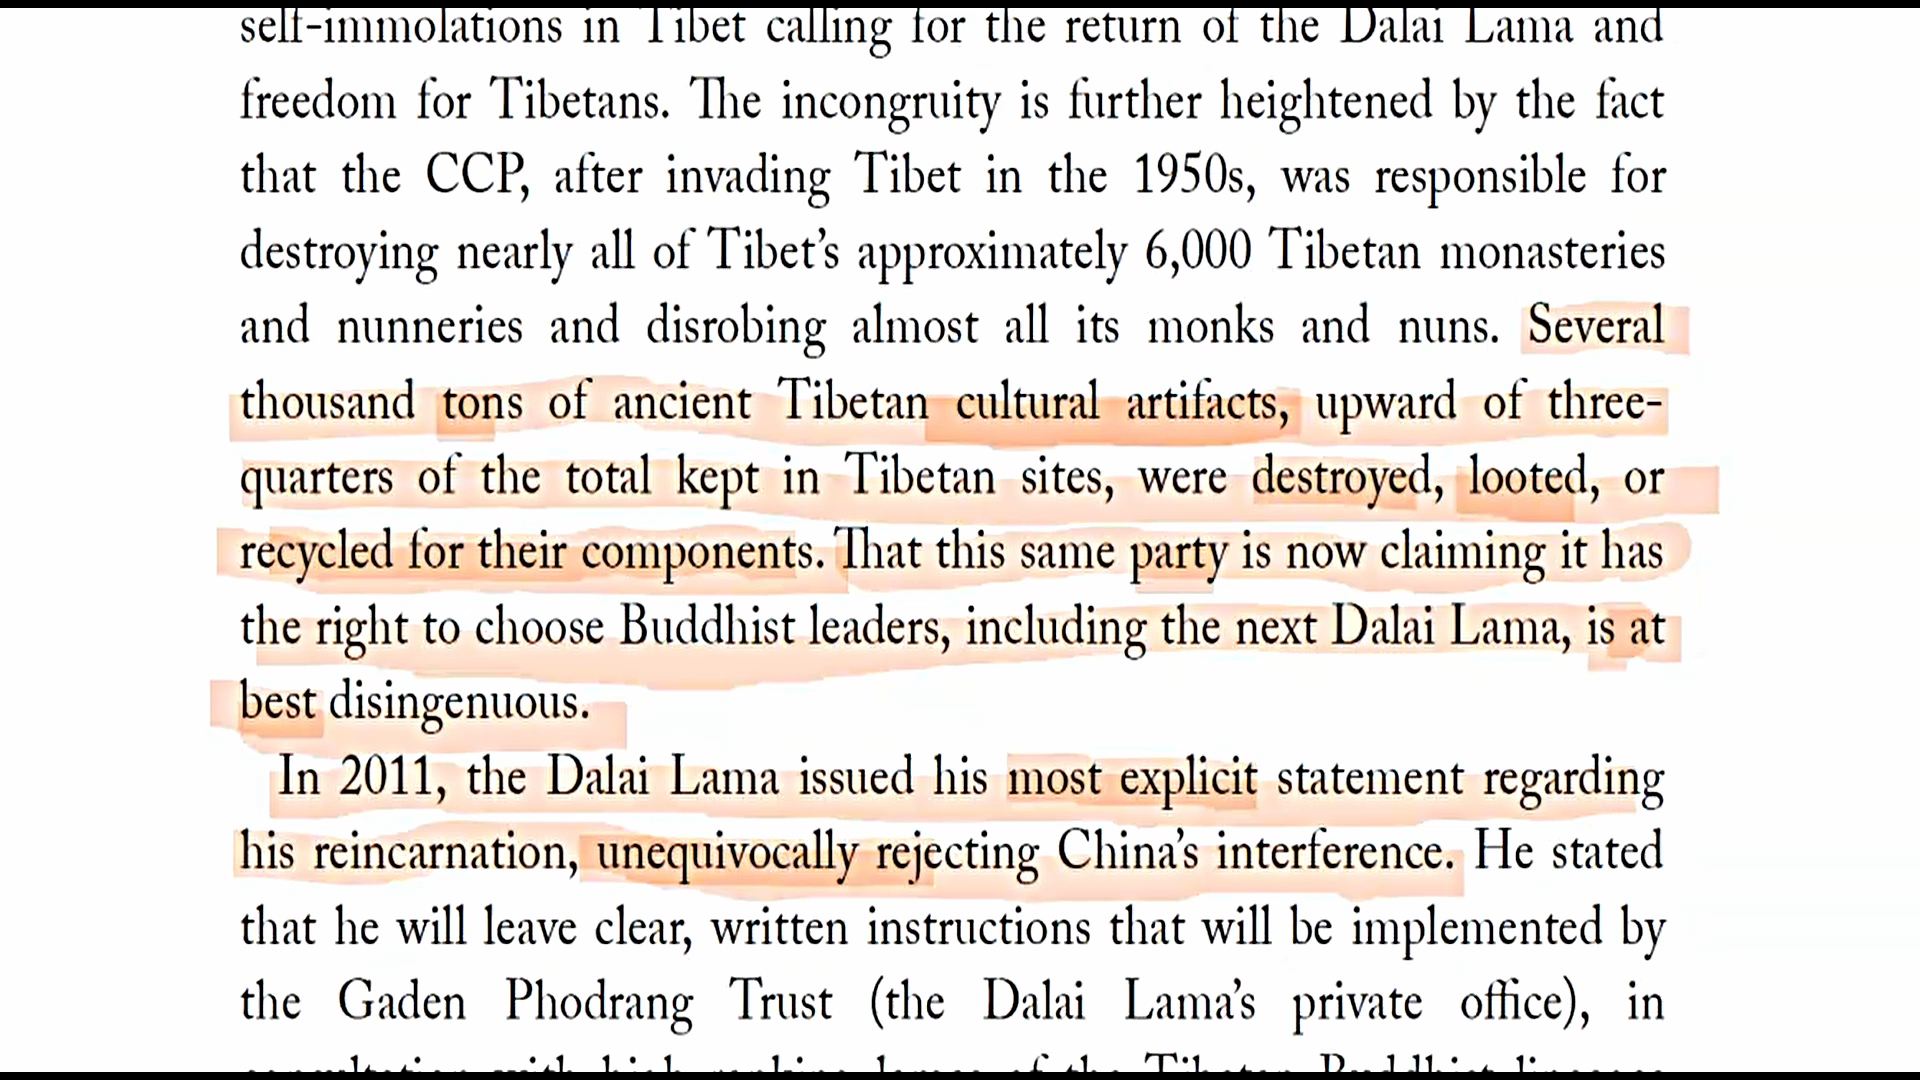 self-immolations in Tibet calling for the return of the Dalai Lama and
freedom for Tibetans. The incongruity is further heightened by the fact
that the CCP, after invading Tibet in the 1950s, was responsible for
destroying nearly all of Tibet’s approximately 6,000 Tibetan monasteries
and nunneries and disrobing almost all its monks and nuns. Several
thousand tons of ancient Tibetan cultural artifacts, upward of three-
quarters of the total kept in Tibetan sites, were destroyed, looted, or
recycled for their components. That this same party is now claiming it has
the right to choose Buddhist leaders, including the next Dalai Lama, is at
best disingenuous.
In 2011, the Dalai Lama issued his most explicit statement regarding
his reincarnation, unequivocally rejecting China’s interference. He stated
that he will leave clear, written instructions that will be implemented by
the Gaden Phodrang Trust (the Dalai Lama’s private office), in